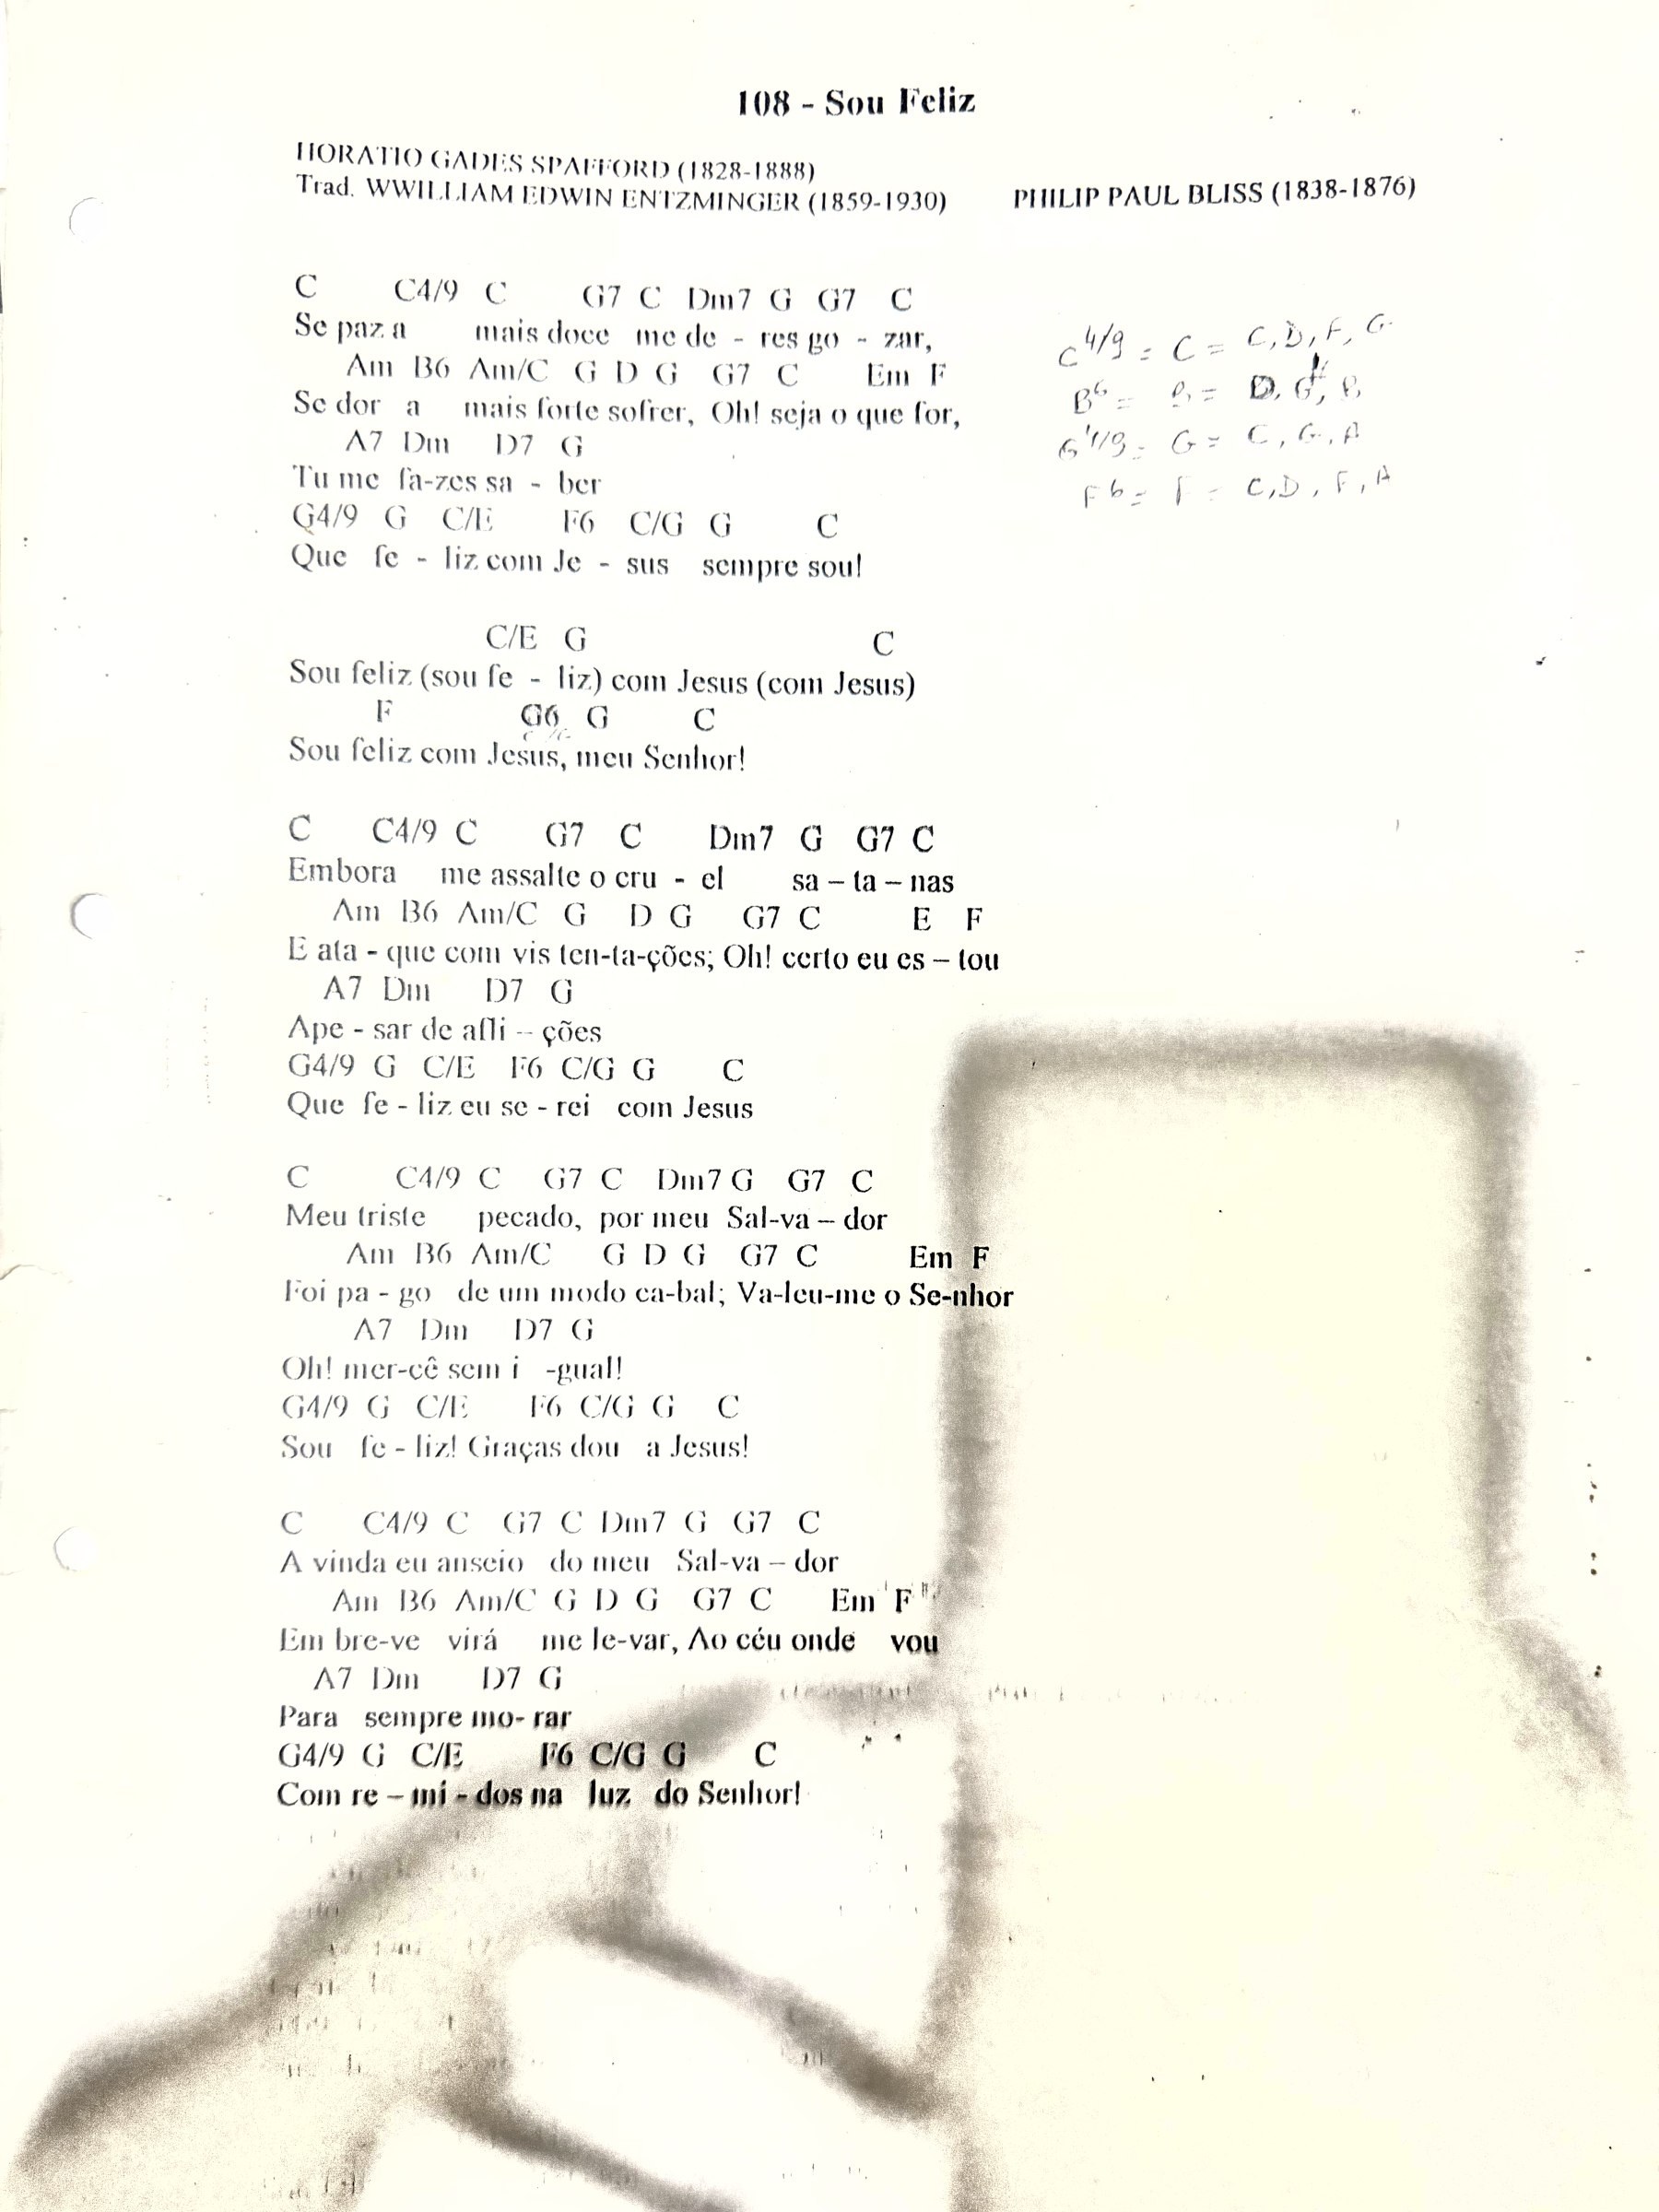 108 - Sou Feliz
HORATIO GADES SPAFFORD (1828-1888)
Trad. WWILLIAM EDWIN ENTZMINGER (1859-1930) PHILIP PAUL BLISS (1838-1876)
C C4/9 C G7 C Dm7 G G7 C
Se paz a mais doce me de - res go - zar,
Am B6 Am/C G D G G7 C Em F
Se dor a mais forte sofrer, Oh! seja o que for,
A7 Dm D7 G
Tu me fa-zes sa - ber
G4/9 G C/E F6 C/G G C
Que fe - liz com Je - sus sempre sou!
C4/9 = C = C, D, F, G
B6 = B = D, G#, B
G4/9 = G = C, G, A
F6 = F = C, D, F, A
C/E G C
Sou feliz (sou fe - liz) com Jesus (com Jesus)
F G6 G C
Sou feliz com Jesus, meu Senhor!
C C4/9 C G7 C Dm7 G G7 C
Embora me assalte o cru - el sa – ta – nas
Am B6 Am/C G D G G7 C E F
E ata - que com vis ten-ta-ções; Oh! certo eu es – tou
A7 Dm D7 G
Ape - sar de afli – ções
G4/9 G C/E F6 C/G G C
Que fe - liz eu se - rei com Jesus
C C4/9 C G7 C Dm7 G G7 C
Meu triste pecado, por meu Sal-va – dor
Am B6 Am/C G D G G7 C Em F
Foi pa - go de um modo ca-bal; Va-leu-me o Se-nhor
A7 Dm D7 G
Oh! mer-cê sem i -gual!
G4/9 G C/E F6 C/G G C
Sou fe - liz! Graças dou a Jesus!
C C4/9 C G7 C Dm7 G G7 C
A vinda eu anseio do meu Sal-va – dor
Am B6 Am/C G D G G7 C Em F
Em bre-ve virá me le-var, Ao céu onde vou
A7 Dm D7 G
Para sempre mo- rar
G4/9 G C/E F6 C/G G C
Com re – mi - dos na luz do Senhor!